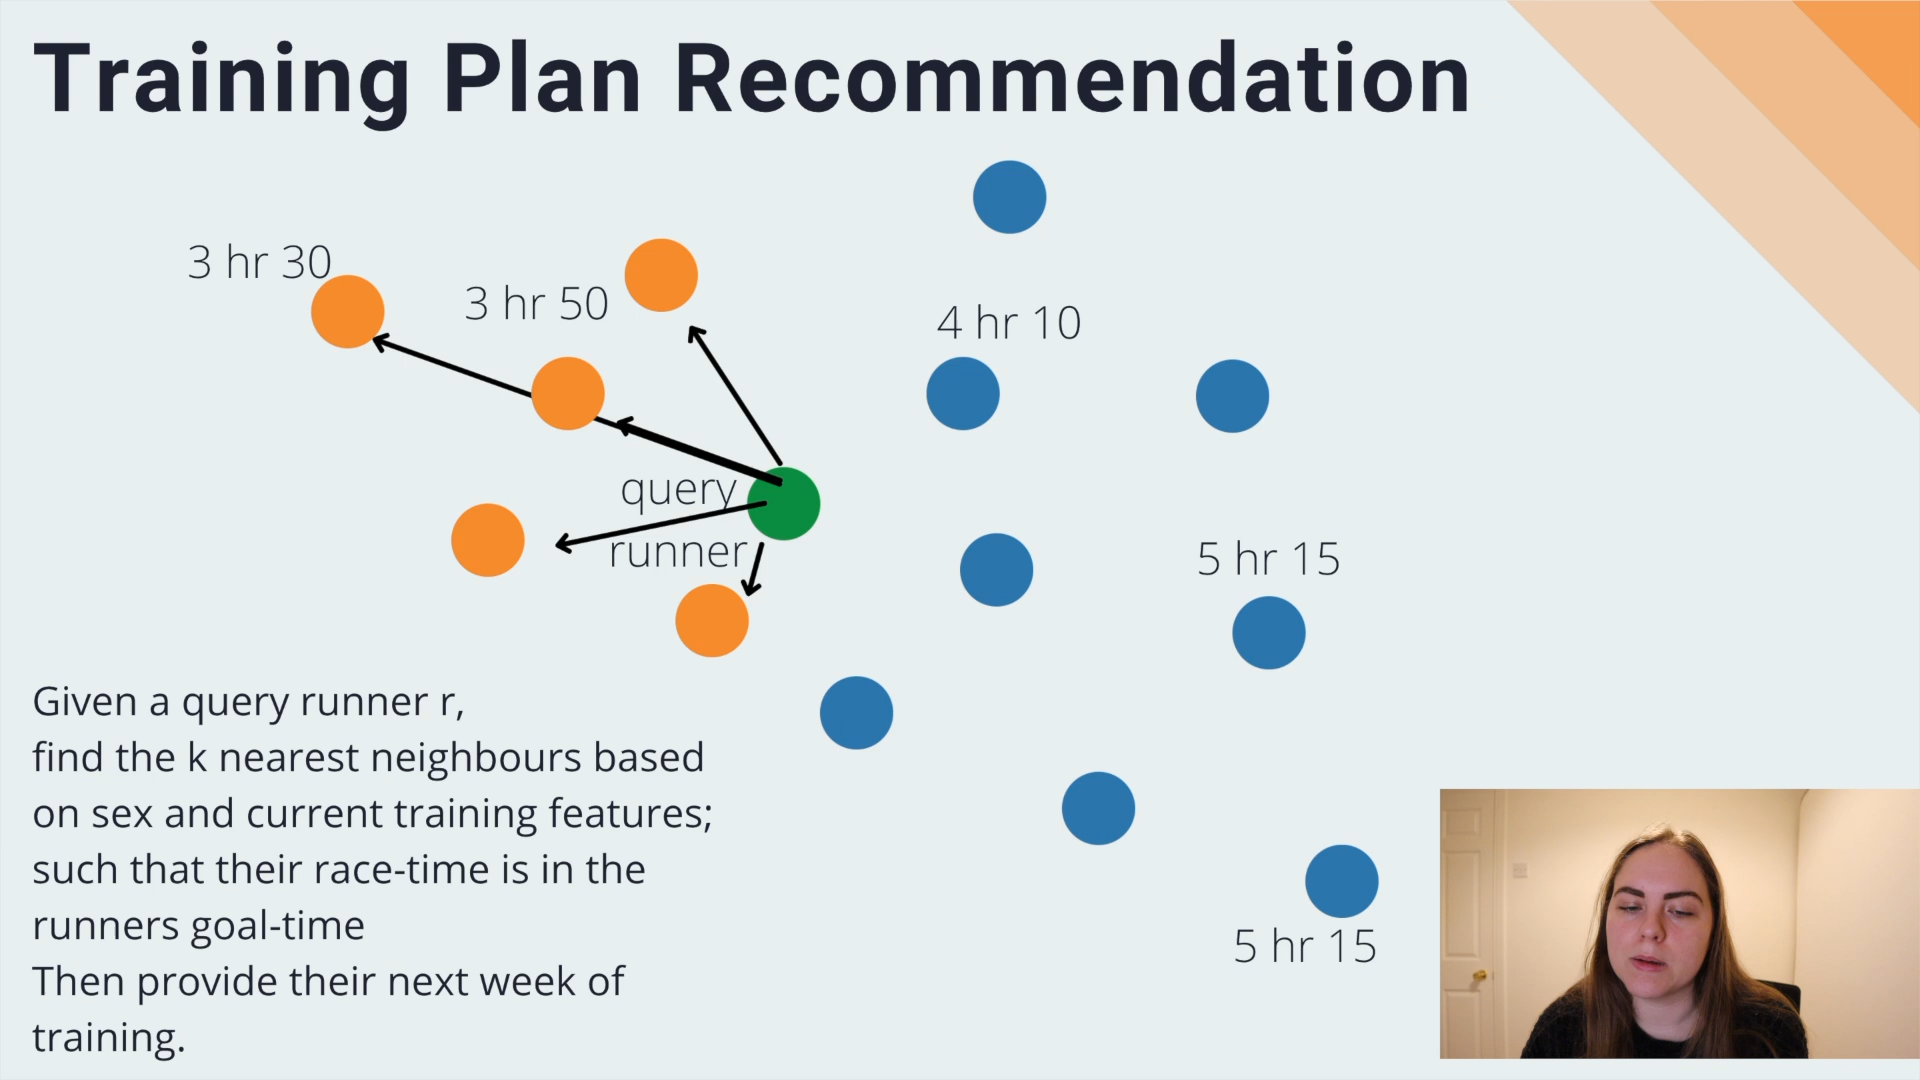 Training Plan Recommendation
3 hr 30
3 hr 50
4 hr 10
query
runner
5 hr 15
5 hr 15
Given a query runner r,
find the k nearest neighbours based
on sex and current training features;
such that their race-time is in the
runners goal-time
Then provide their next week of
training.